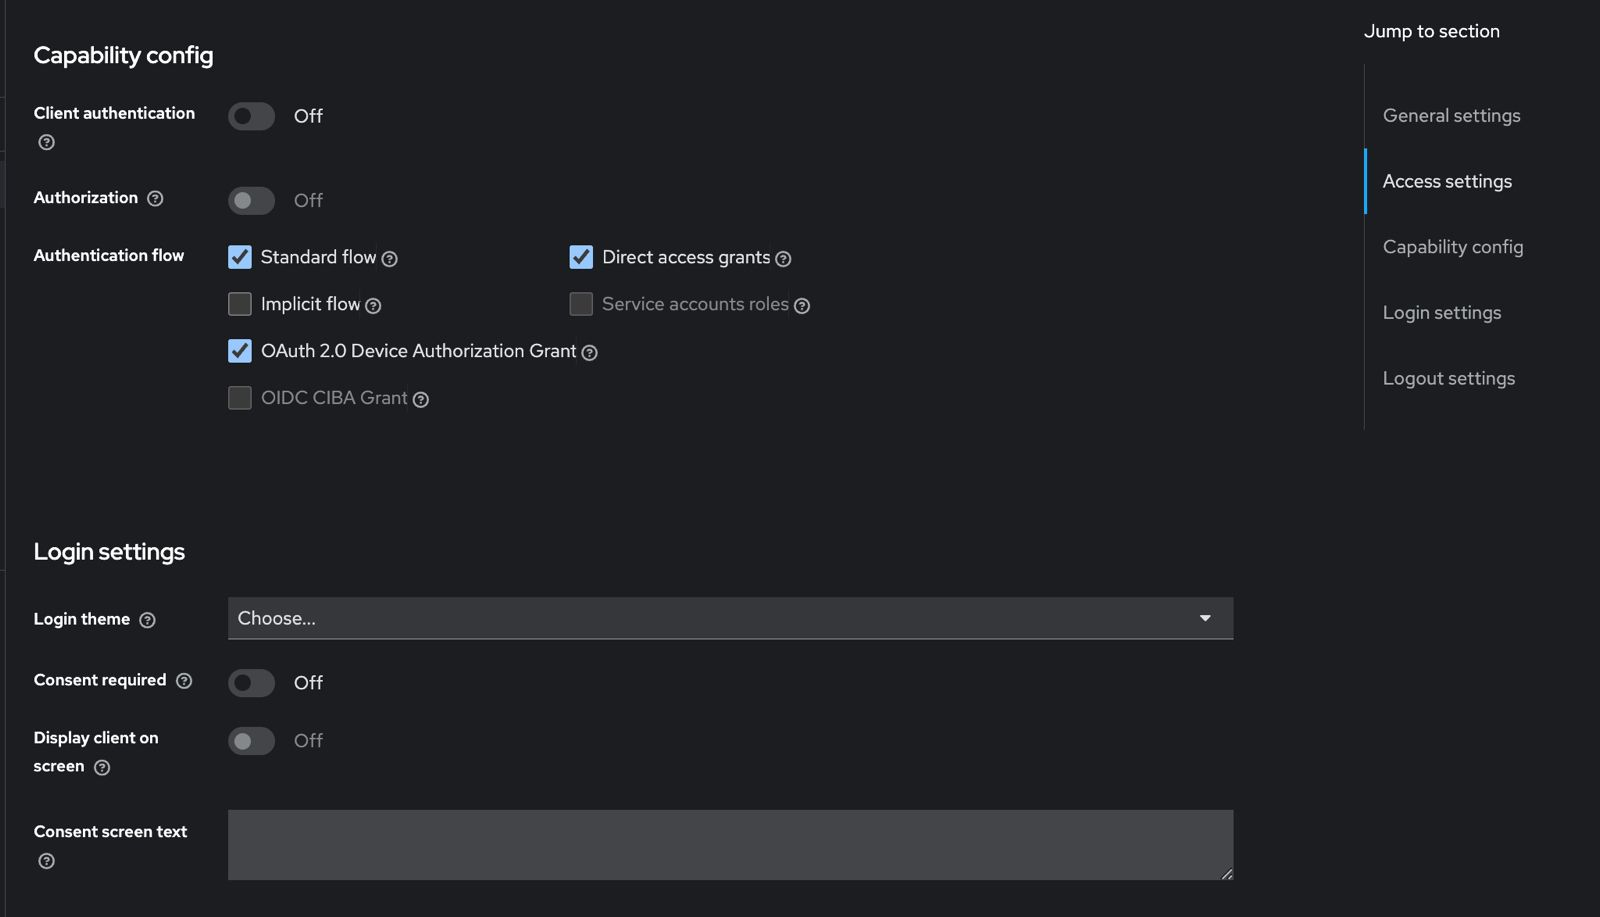 Jump to section
Capability config
Client authentication
Off
General settings
Access settings
Authorization
Off
Authentication flow
Standard flow
Direct access grants
Capability config
Implicit flow
Service accounts roles
Login settings
OAuth 2.0 Device Authorization Grant
Logout settings
OIDC CIBA Grant
Login settings
Login theme
Choose...
Consent required
Off
Display client on
screen
Off
Consent screen text